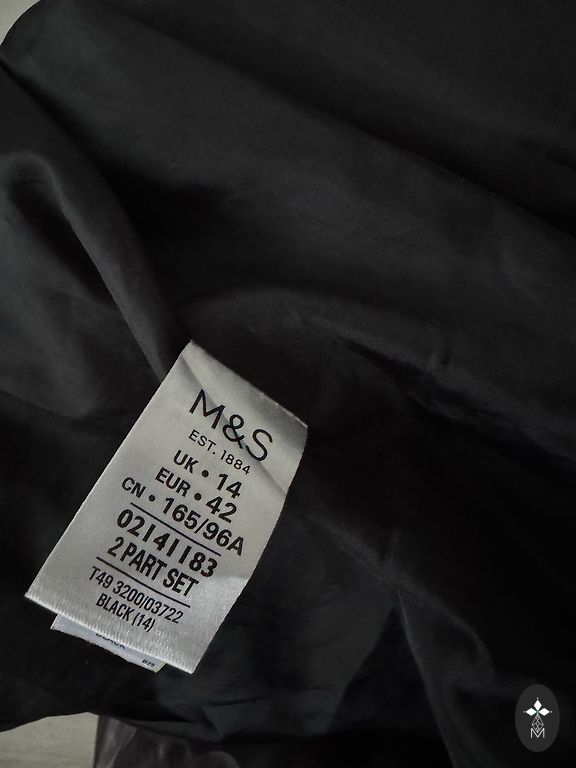 M&S
EST. 1884
UK • 14
EUR • 42
CN • 165/96A
02141183
2 PART SET
T49 3200/03722
BLACK (14)